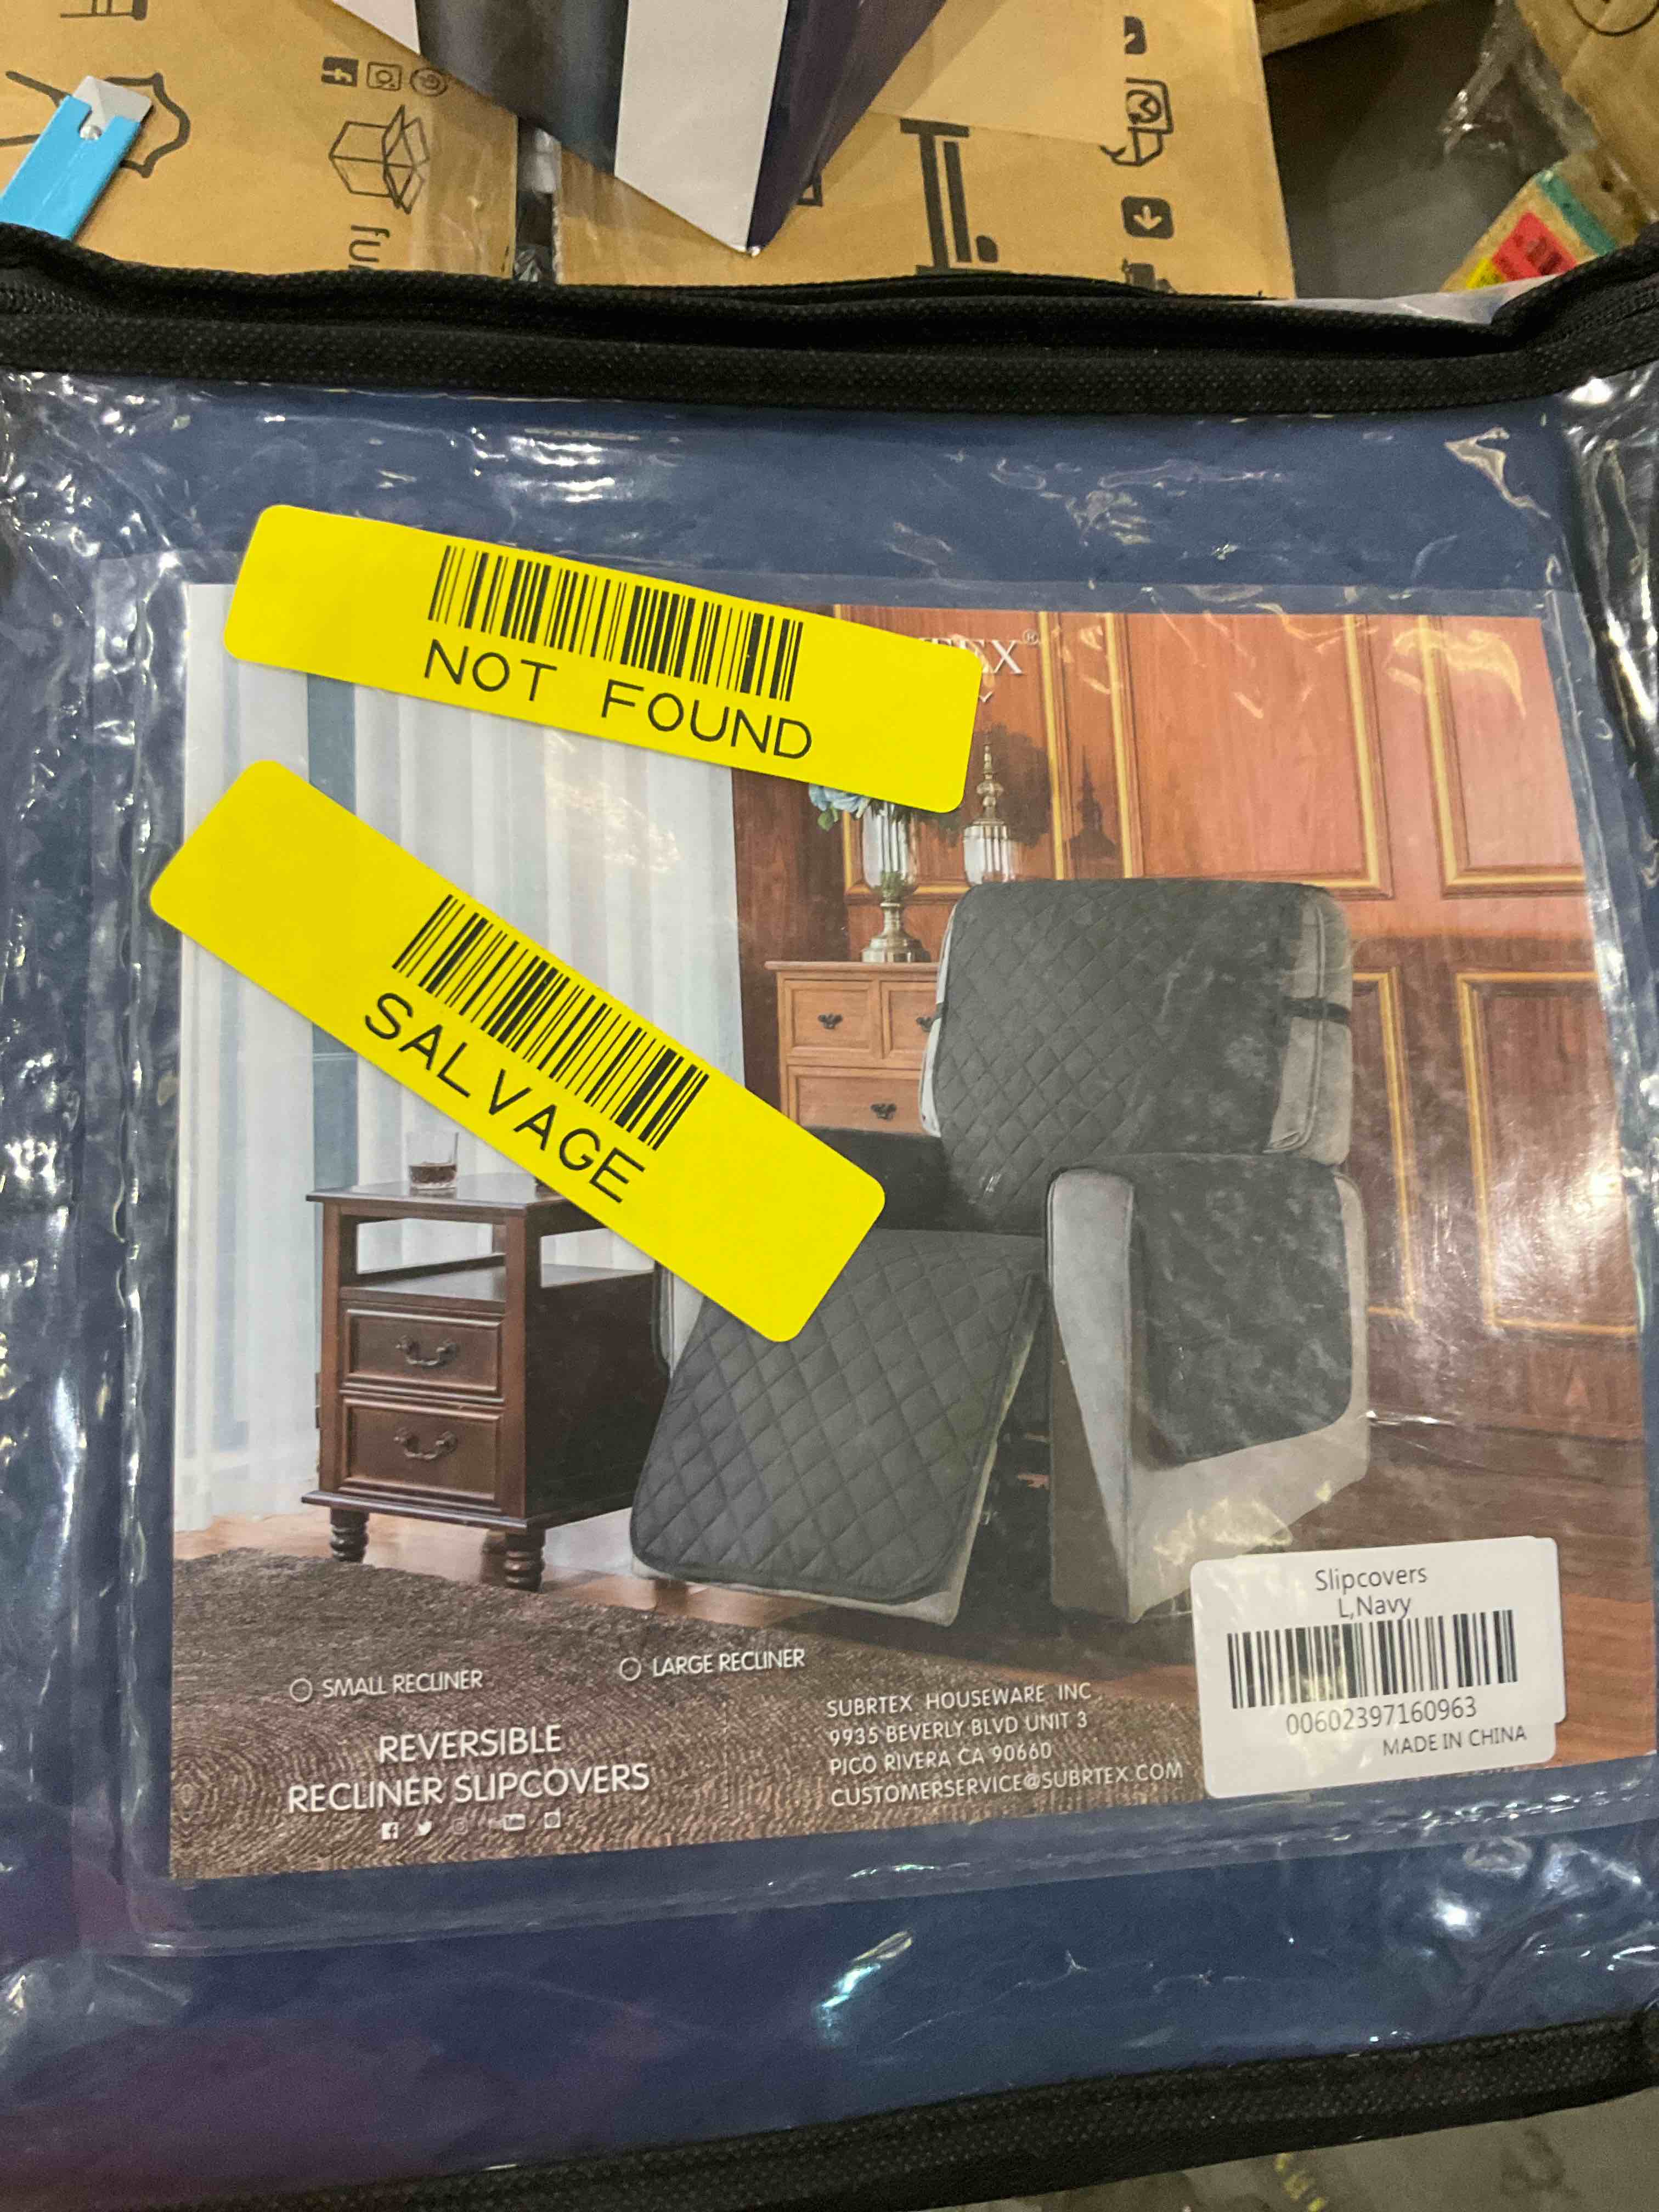 fu
NOT FOUND
SALVAGE
Slipcovers
L,Navy
00602397160963
MADE IN CHINA
SMALL RECLINER
LARGE RECLINER
REVERSIBLE
RECLINER SLIPCOVERS
SUBRTEX HOUSEWARE INC
9935 BEVERLY BLVD UNIT 3
PICO RIVERA CA 90660
CUSTOMERSERVICE@SUBRTEX.COM